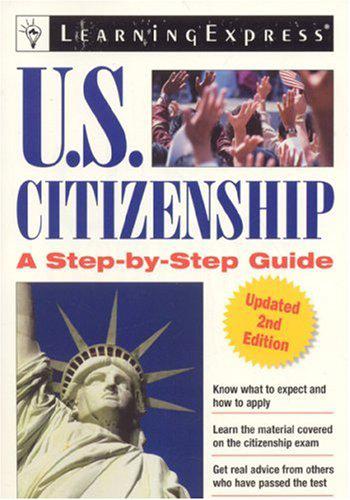 LEARNINGEXPRESS®
U.S.
CITIZENSHIP
A Step-by-Step Guide
Updated
2nd
Edition
Know what to expect and
how to apply
Learn the material covered
on the citizenship exam
Get real advice from others
who have passed the test